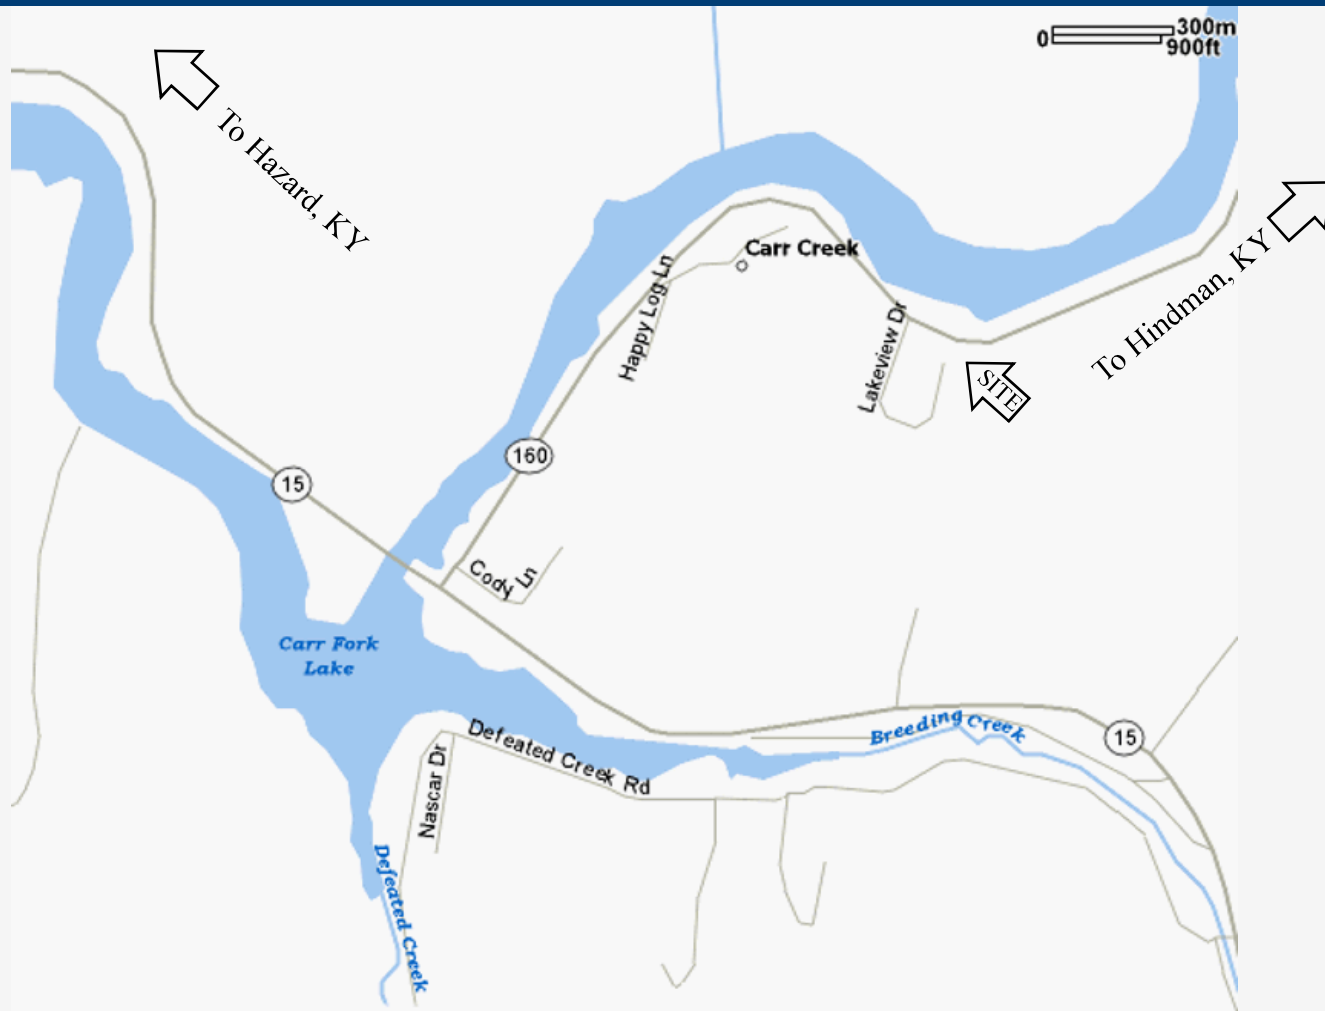 300m
0
900ft
To Hazard, KY
To Hindman, KY
Carr Creek
Happy Log Ln
Lakeview Dr
SITE
160
15
Cody Ln
Carr Fork
Lake
Breeding Creek
15
Defeated Creek Rd
Nascar Dr
Defeated Creek